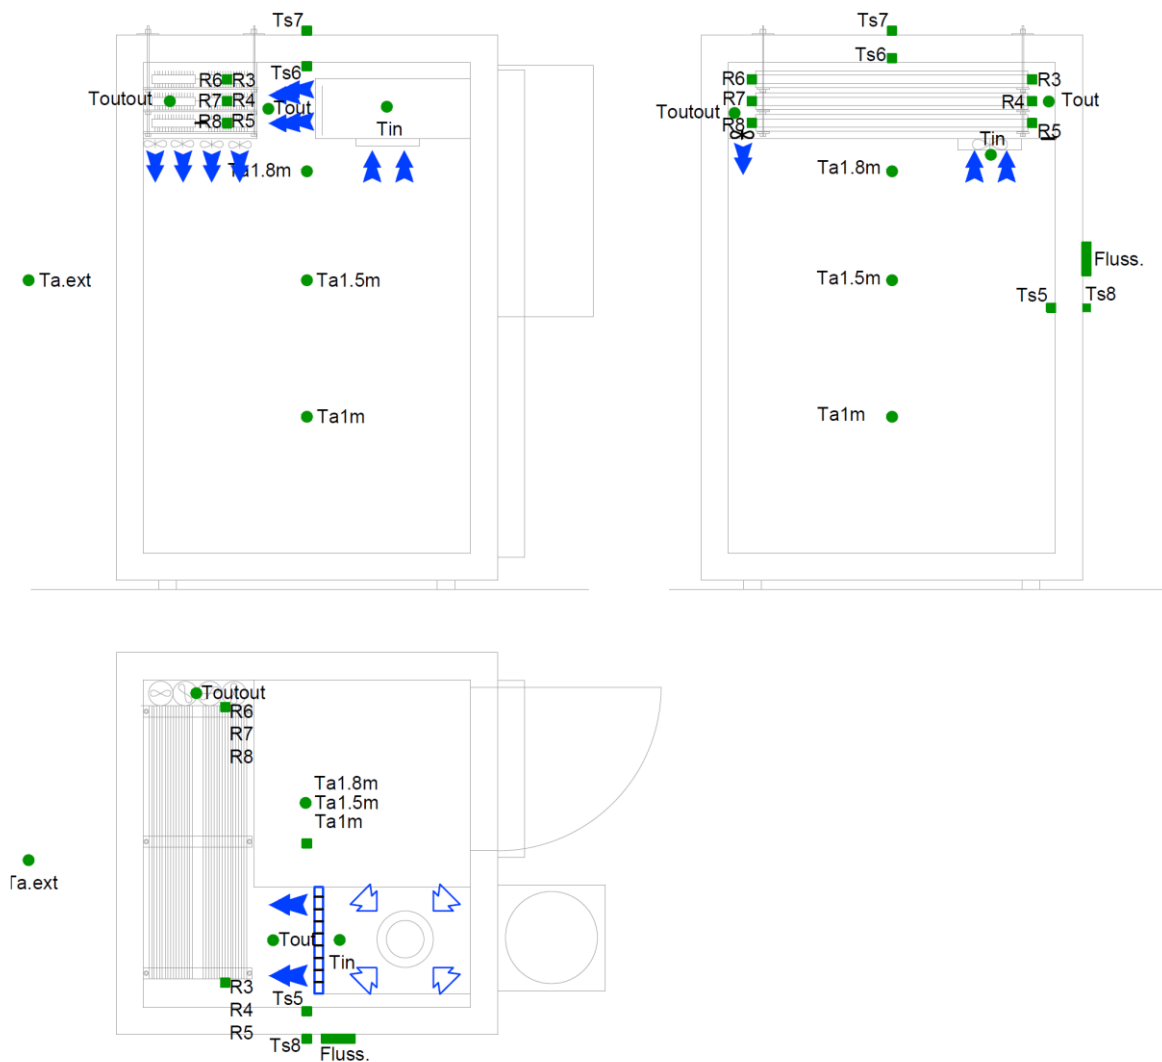 Ts7
Ts6
R6 R3
Toutout R7 R4 Tout
R8 R5
Tin
Ta1.8m
Ta.ext
Ta1.5m
Ta1m
Ts7
Ts6
R6 R3
Toutout R7 R4 Tout
R8 R5
Tin
Ta1.8m
Fluss.
Ta1.5m
Ts5 Ts8
Ta1m
Toutout
R6
R7
R8
Ta1.8m
Ta1.5m
Ta1m
Ta.ext
Tout
Tin
R3 Ts5
R4
R5
Ts8 Fluss.